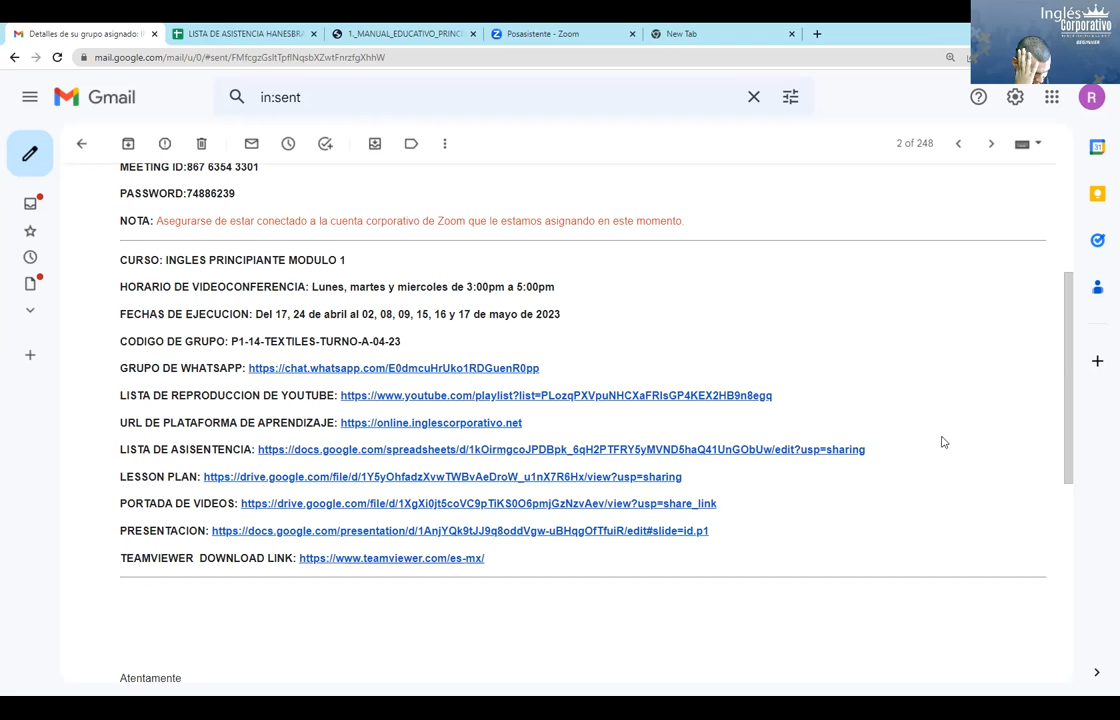 Detalles de su grupo asignado: I
LISTA DE ASISTENCIA HANESBRA
1._MANUAL_EDUCATIVO_PRINCI
Posasistente - Zoom
New Tab
mail.google.com/mail/u/0/#sent/FMfcgzGsltTpflNqsbXZwtFnrzfgXhhW
Inglés
Corporativo
BEGINNER
Gmail
in:sent
R
2 of 248
MEETING ID:867 6354 3301
PASSWORD:74886239
NOTA: Asegurarse de estar conectado a la cuenta corporativo de Zoom que le estamos asignando en este momento.
CURSO: INGLES PRINCIPIANTE MODULO 1
HORARIO DE VIDEOCONFERENCIA: Lunes, martes y miercoles de 3:00pm a 5:00pm
FECHAS DE EJECUCION: Del 17, 24 de abril al 02, 08, 09, 15, 16 y 17 de mayo de 2023
CODIGO DE GRUPO: P1-14-TEXTILES-TURNO-A-04-23
GRUPO DE WHATSAPP: https://chat.whatsapp.com/E0dmcuHrUko1RDGuenR0pp
LISTA DE REPRODUCCION DE YOUTUBE: https://www.youtube.com/playlist?list=PLozqPXVpuNHCXaFRIsGP4KEX2HB9n8egq
URL DE PLATAFORMA DE APRENDIZAJE: https://online.inglescorporativo.net
LISTA DE ASISENTENCIA: https://docs.google.com/spreadsheets/d/1kOirmgcoJPDBpk_6qH2PTFRY5yMVND5haQ41UnGObUw/edit?usp=sharing
LESSON PLAN: https://drive.google.com/file/d/1Y5yOhfadzXvwTWBvAeDroW_u1nX7R6Hx/view?usp=sharing
PORTADA DE VIDEOS: https://drive.google.com/file/d/1XgXi0jt5coVC9pTiKS0O6pmjGzNzvAev/view?usp=share_link
PRESENTACION: https://docs.google.com/presentation/d/1AnjYQk9tJJ9q8oddVgw-uBHqgOfTfuiR/edit#slide=id.p1
TEAMVIEWER DOWNLOAD LINK: https://www.teamviewer.com/es-mx/
Atentamente